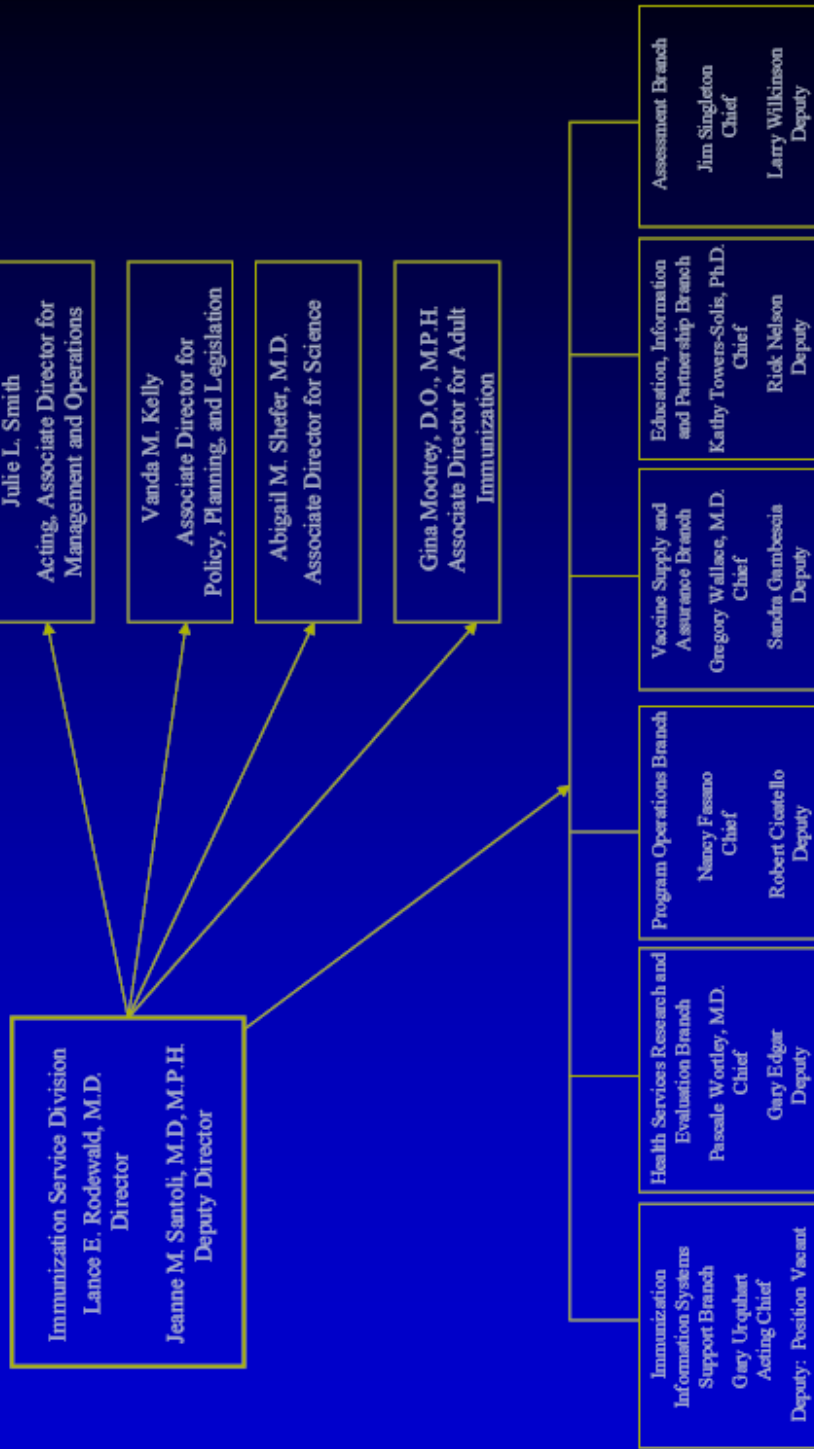 Immunization Service Division
Lance E. Rodewald, M.D.
Director
Jeanne M. Santoli, M.D, M.P.H.
Deputy Director
Julie L. Smith
Acting, Associate Director for
Management and Operations
Vanda M. Kelly
Associate Director for
Policy, Planning, and Legislation
Abigail M. Shefer, M.D.
Associate Director for Science
Gina Mootrey, D.O., M.P.H.
Associate Director for Adult
Immunization
Immunization
Information Systems
Support Branch
Gary Urquhart
Acting Chief
Deputy: Position Vacant
Health Services Research and
Evaluation Branch
Pascale Wortley, M.D.
Chief
Gary Edgar
Deputy
Program Operations Branch
Nancy Fasano
Chief
Robert Cicatello
Deputy
Vaccine Supply and
Assurance Branch
Gregory Wallace, M.D.
Chief
Sandra Gambescia
Deputy
Education, Information
and Partnership Branch
Kathy Towers-Solis, Ph.D.
Chief
Rick Nelson
Deputy
Assessment Branch
Jim Singleton
Chief
Larry Wilkinson
Deputy